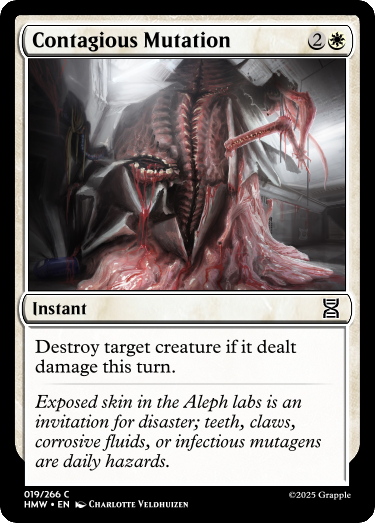 Contagious Mutation 2
Instant
Destroy target creature if it dealt
damage this turn.
Exposed skin in the Aleph labs is an
invitation for disaster; teeth, claws,
corrosive fluids, or infectious mutagens
are daily hazards.
019/266 C
HMW • EN Charlotte Veldhuizen
©2025 Grapple